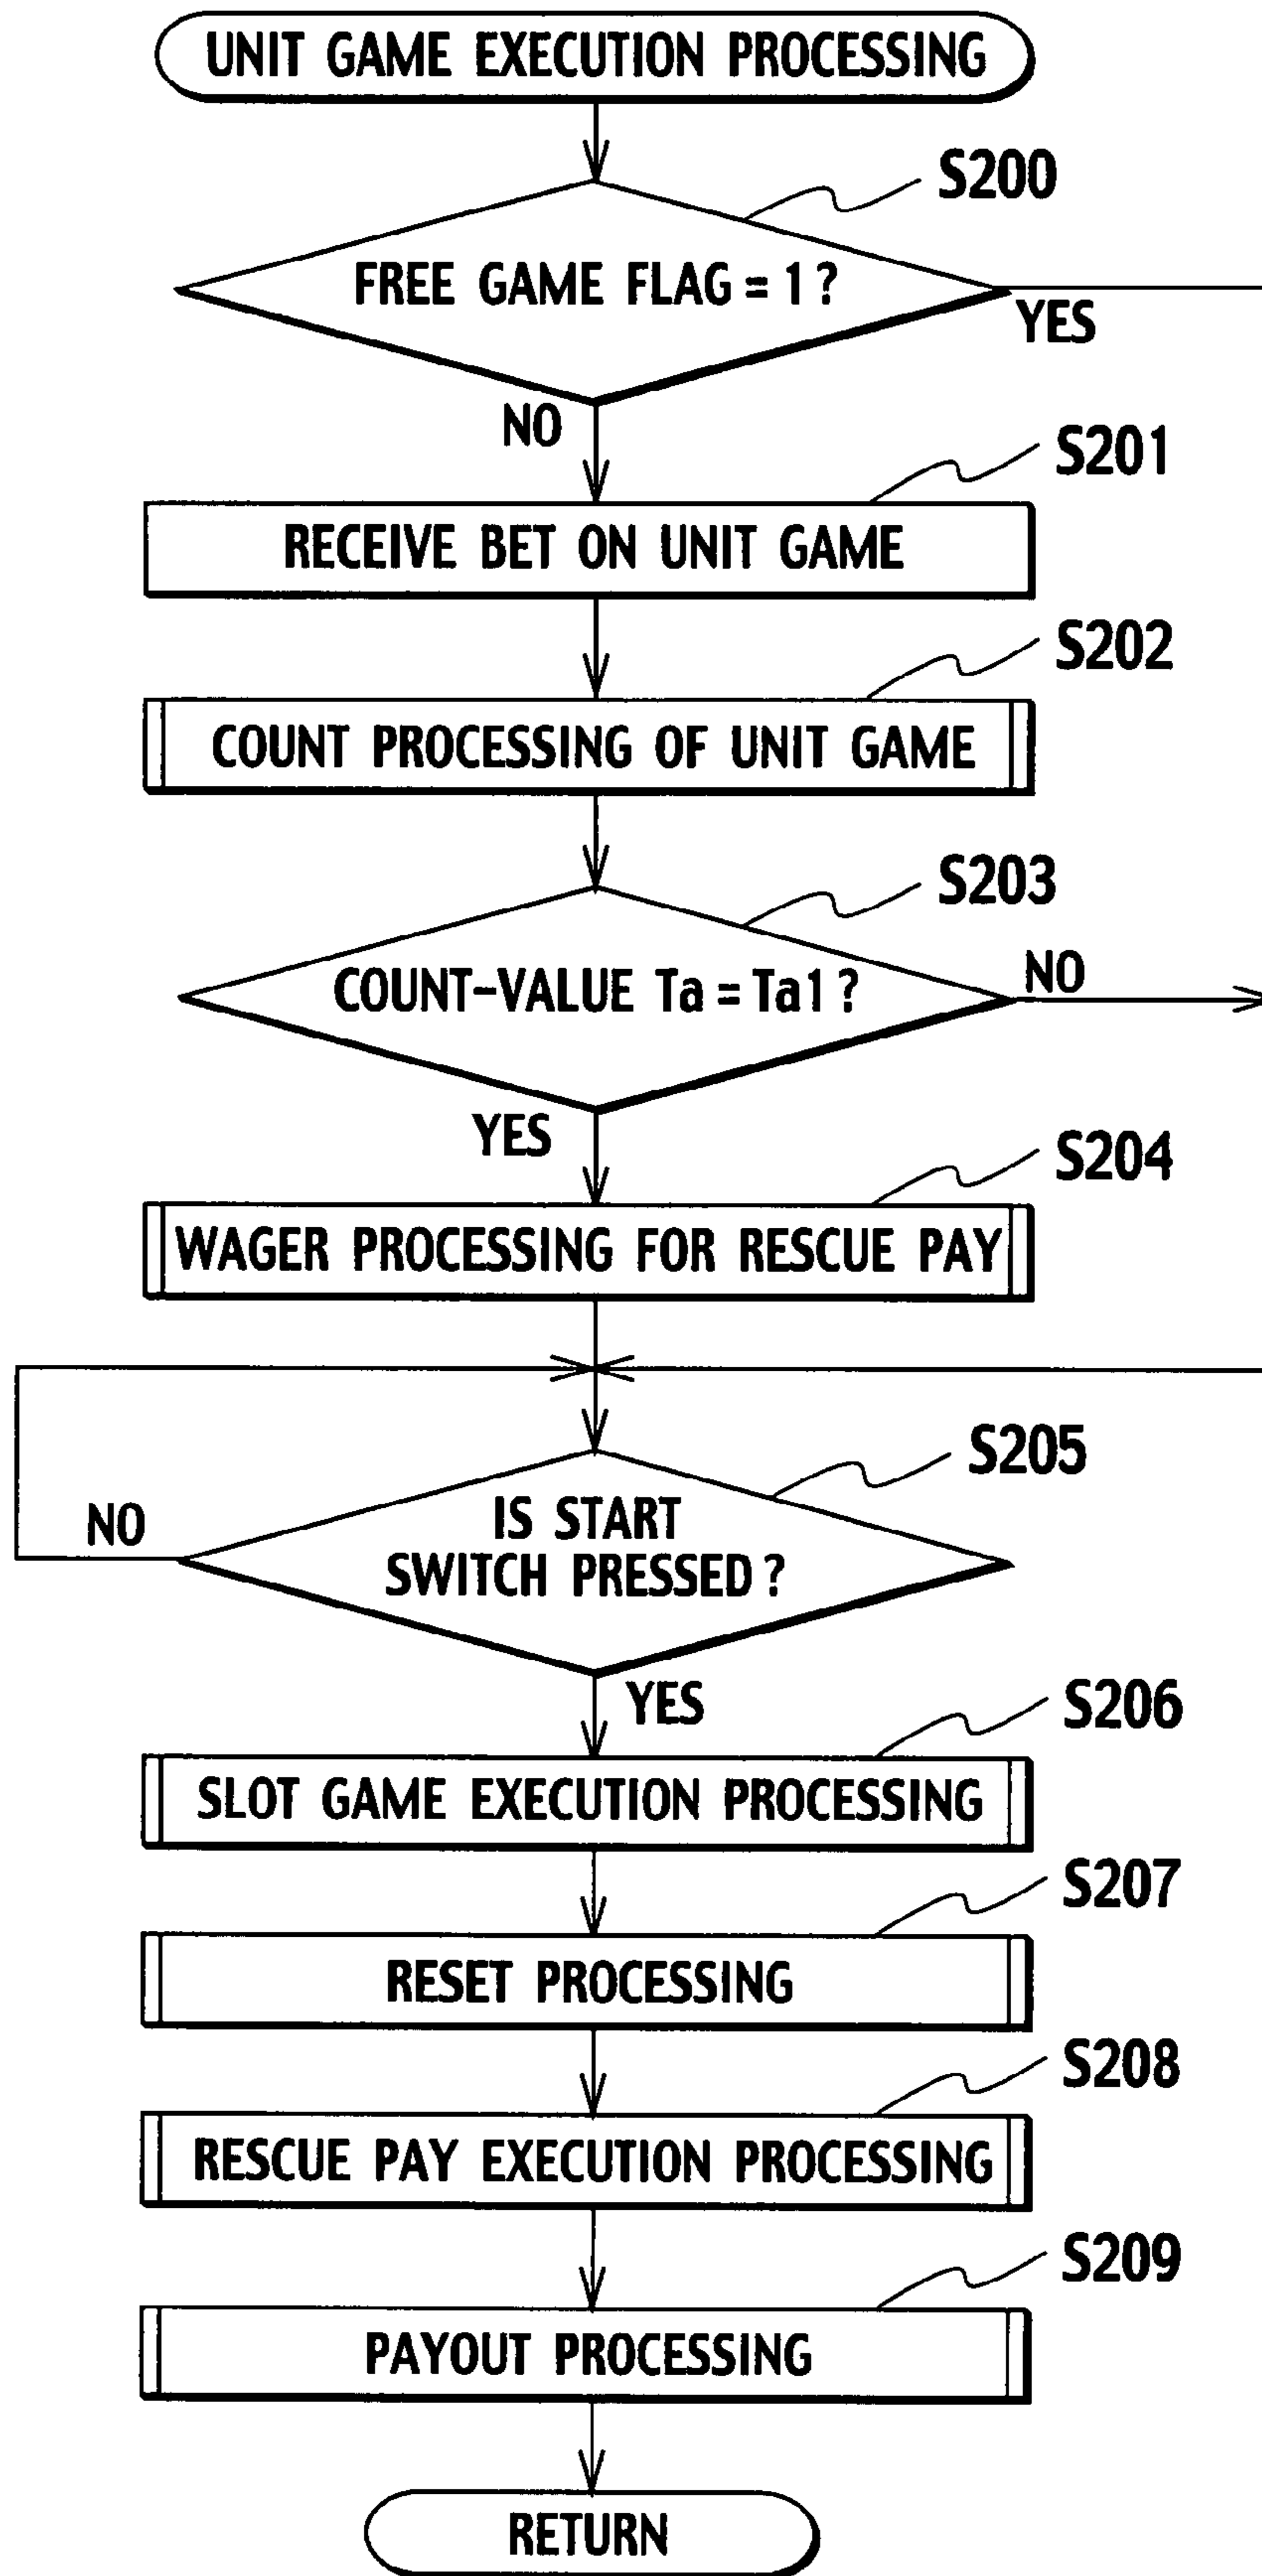 UNIT GAME EXECUTION PROCESSING
S200
FREE GAME FLAG = 1 ?
YES
NO
S201
RECEIVE BET ON UNIT GAME
S202
COUNT PROCESSING OF UNIT GAME
S203
COUNT-VALUE Ta = Ta1 ?
NO
YES
S204
WAGER PROCESSING FOR RESCUE PAY
S205
IS START
SWITCH PRESSED ?
NO
YES
S206
SLOT GAME EXECUTION PROCESSING
S207
RESET PROCESSING
S208
RESCUE PAY EXECUTION PROCESSING
S209
PAYOUT PROCESSING
RETURN